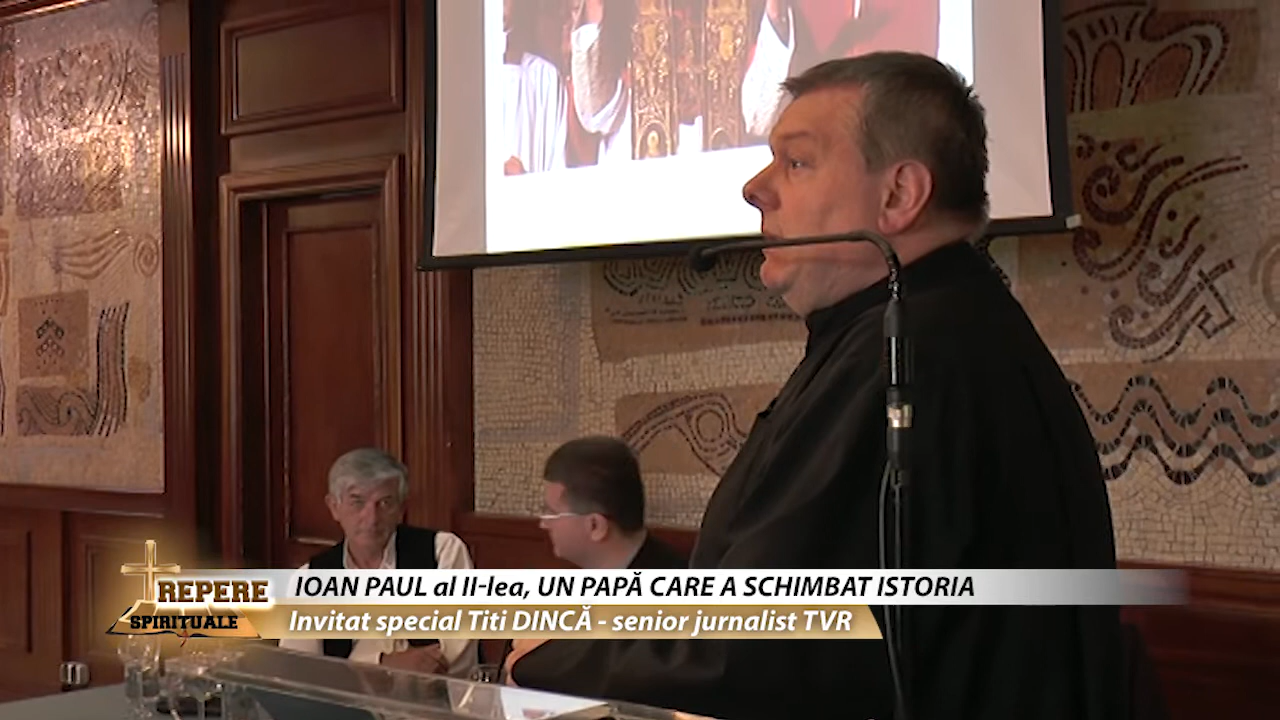 REPERE
SPIRITUALE
IOAN PAUL al II-lea, UN PAPĂ CARE A SCHIMBAT ISTORIA
Invitat special Titi DINCĂ - senior jurnalist TVR